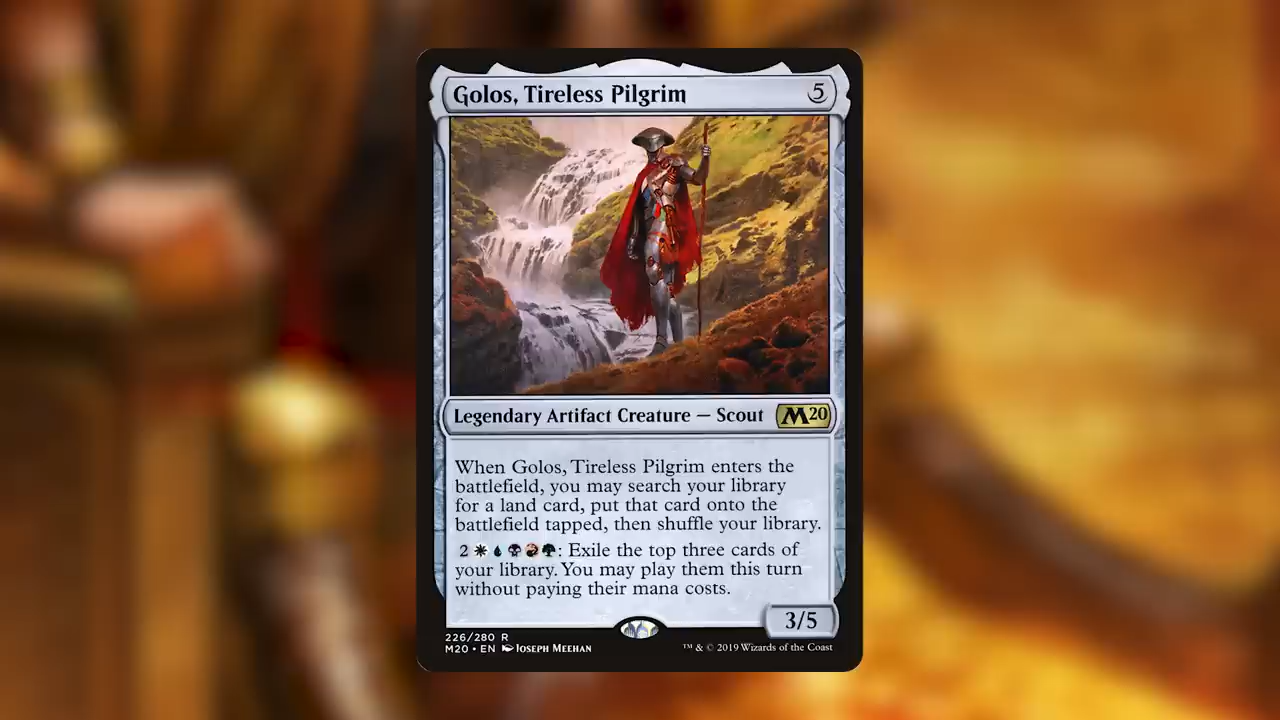 Golos, Tireless Pilgrim 5
Legendary Artifact Creature — Scout M20
When Golos, Tireless Pilgrim enters the
battlefield, you may search your library
for a land card, put that card onto the
battlefield tapped, then shuffle your library.
2 : Exile the top three cards of
your library. You may play them this turn
without paying their mana costs.
3/5
226/280 R
M20 • EN Joseph Meehan
™ & © 2019 Wizards of the Coast